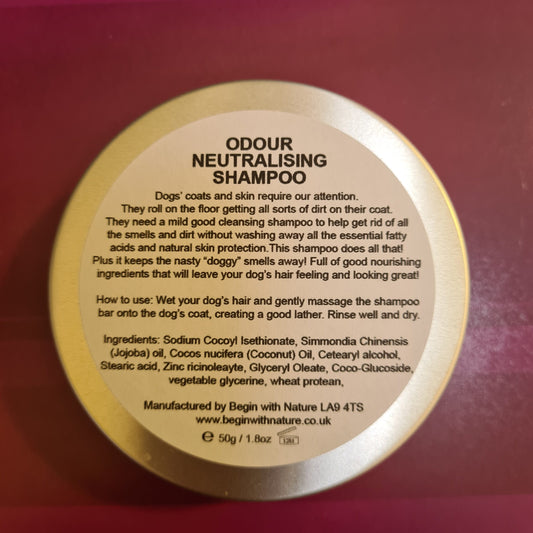 ODOUR
NEUTRALISING
SHAMPOO
Dogs' coats and skin require our attention.
They roll on the floor getting all sorts of dirt on their coat.
They need a mild good cleansing shampoo to help get rid of all
the smells and dirt without washing away all the essential fatty
acids and natural skin protection.This shampoo does all that!
Plus it keeps the nasty "doggy" smells away! Full of good nourishing
ingredients that will leave your dog's hair feeling and looking great!
How to use: Wet your dog's hair and gently massage the shampoo
bar onto the dog's coat, creating a good lather. Rinse well and dry.
Ingredients: Sodium Cocoyl Isethionate, Simmondia Chinensis
(Jojoba) oil, Cocos nucifera (Coconut) Oil, Cetearyl alcohol,
Stearic acid, Zinc ricinoleayte, Glyceryl Oleate, Coco-Glucoside,
vegetable glycerine, wheat protean,
Manufactured by Begin with Nature LA9 4TS
www.beginwithnature.co.uk
℮ 50g / 1.8oz 12M